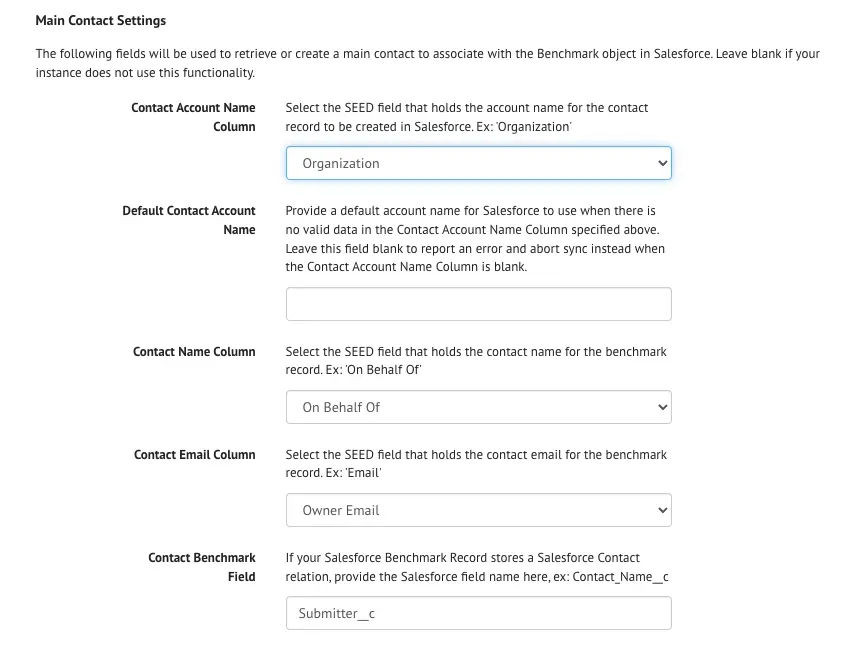 Main Contact Settings
The following fields will be used to retrieve or create a main contact to associate with the Benchmark object in Salesforce. Leave blank if your
instance does not use this functionality.
Contact Account Name
Column
Select the SEED field that holds the account name for the contact
record to be created in Salesforce. Ex: 'Organization'
Organization
Default Contact Account
Name
Provide a default account name for Salesforce to use when there is
no valid data in the Contact Account Name Column specified above.
Leave this field blank to report an error and abort sync instead when
the Contact Account Name Column is blank.
Contact Name Column
Select the SEED field that holds the contact name for the benchmark
record. Ex: 'On Behalf Of'
On Behalf Of
Contact Email Column
Select the SEED field that holds the contact email for the benchmark
record. Ex: 'Email'
Owner Email
Contact Benchmark
Field
If your Salesforce Benchmark Record stores a Salesforce Contact
relation, provide the Salesforce field name here, ex: Contact_Name__c
Submitter__c